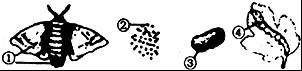 ① ② ③ ④